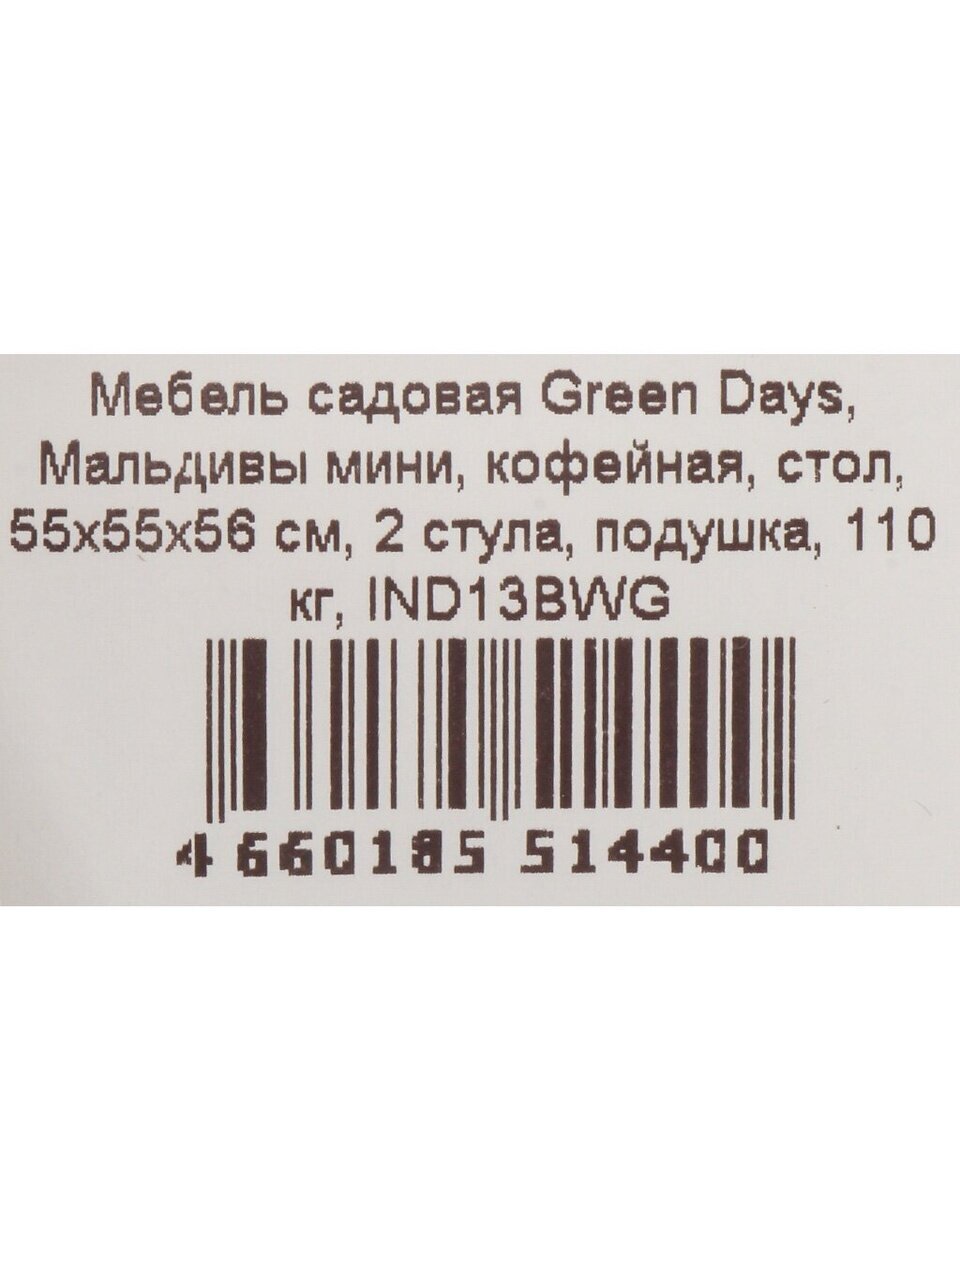 Мебель садовая Green Days,
Мальдивы мини, кофейная, стол,
55х55х56 см, 2 стула, подушка, 110
кг, IND13BWG
4 660185 514400